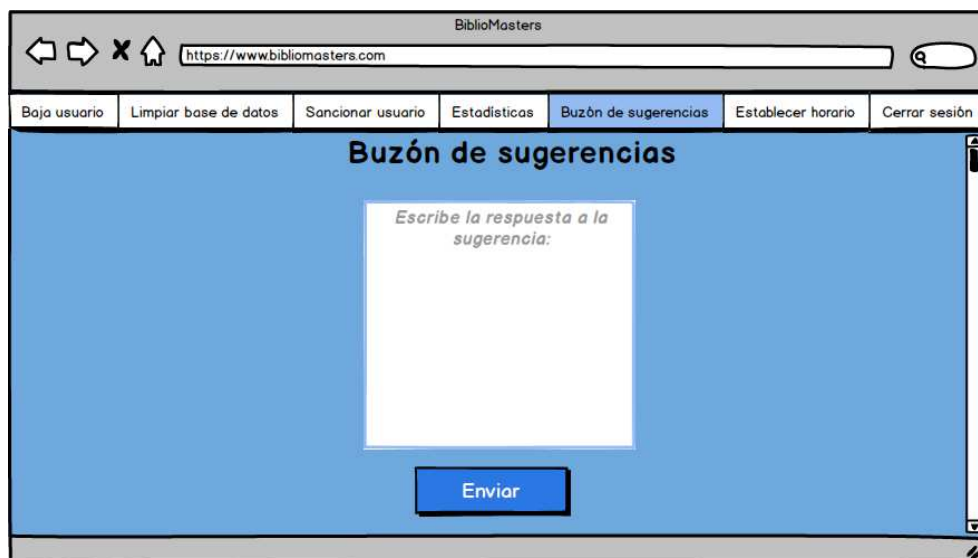 BiblioMasters
https://www.bibliomasters.com
Baja usuario Limpiar base de datos Sancionar usuario Estadísticas Buzón de sugerencias Establecer horario Cerrar sesión
Buzón de sugerencias
Escribe la respuesta a la
sugerencia:
Enviar